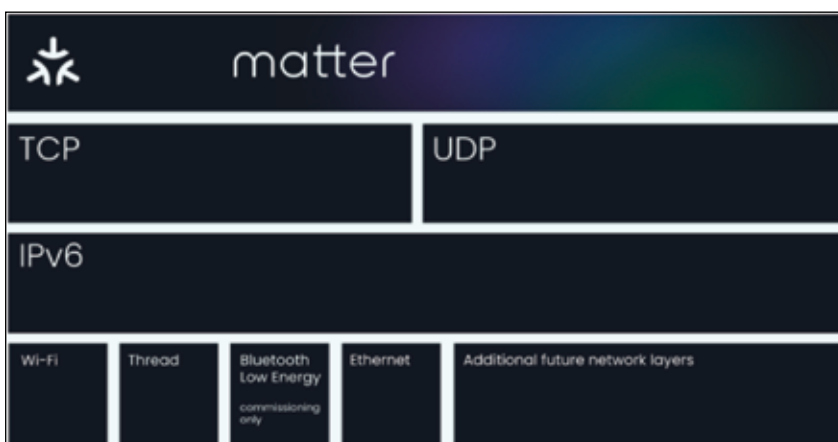 matter
TCP
UDP
IPv6
Wi-Fi
Thread
Bluetooth
Low Energy
commissioning
only
Ethernet
Additional future network layers